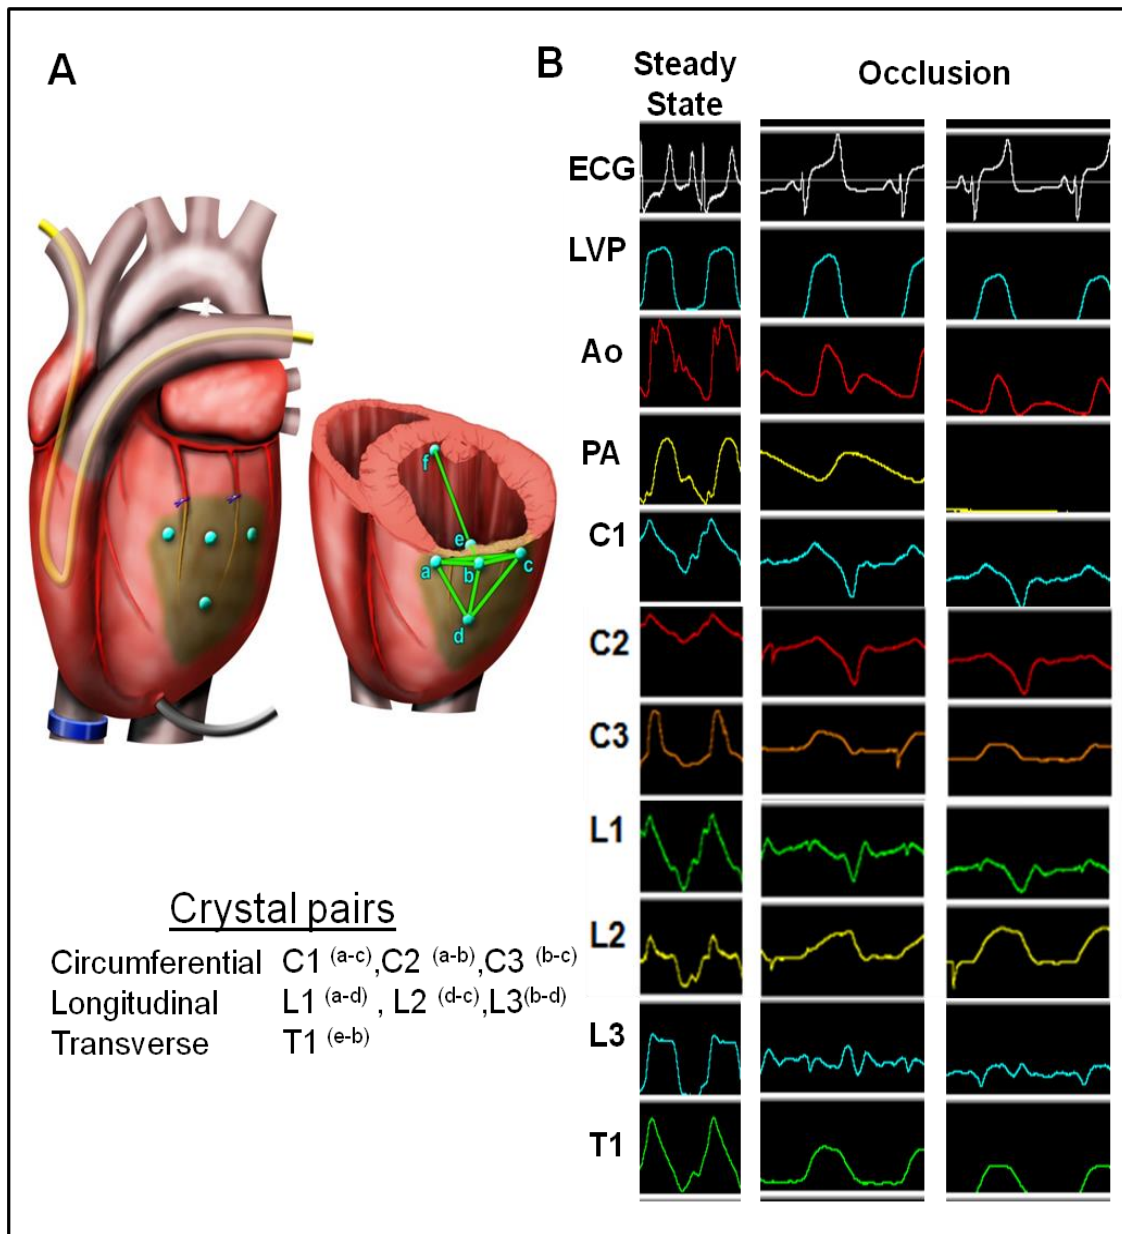 A
B
Steady
State
Occlusion
ECG
LVP
Ao
PA
C1
C2
C3
L1
L2
L3
T1
f
e
a
b
c
d
Crystal pairs
Circumferential C1 (a-c),C2 (a-b),C3 (b-c)
Longitudinal L1 (a-d) , L2 (d-c),L3(b-d)
Transverse T1 (e-b)